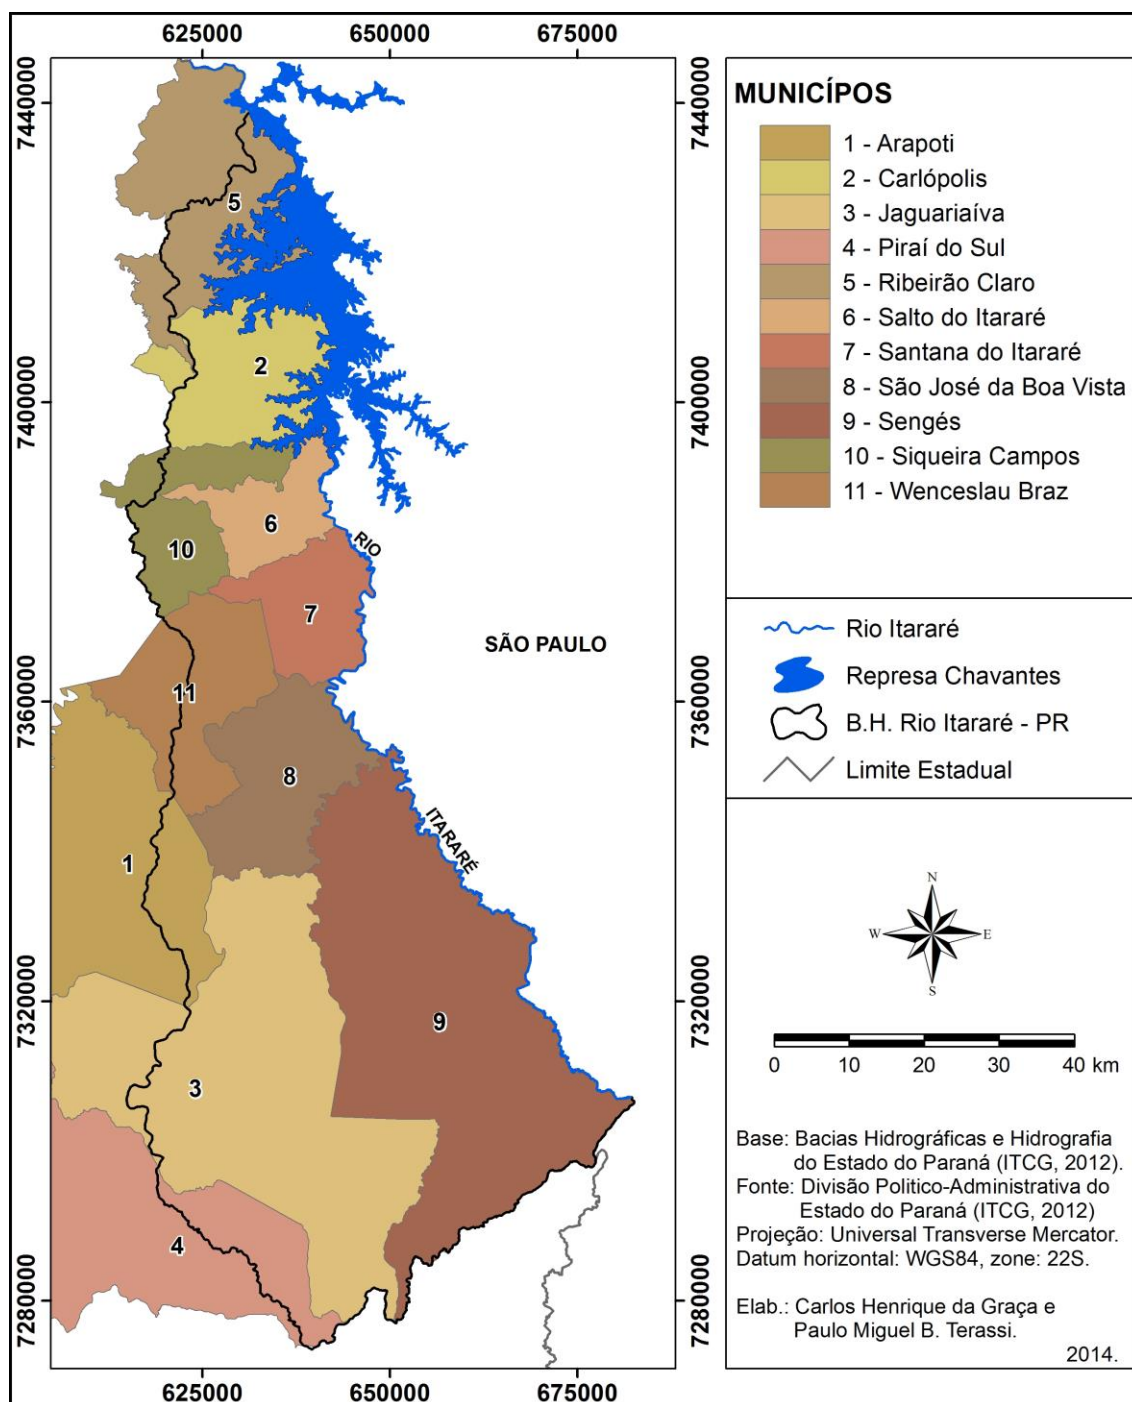 625000 650000 675000
7440000
7400000
7360000
7320000
7280000
7440000
7400000
7360000
7320000
7280000
5
2
6
10
7
11
8
1
9
3
4
RIO
ITARARÉ
SÃO PAULO
625000 650000 675000
MUNICÍPOS
1 - Arapoti
2 - Carlópolis
3 - Jaguariaíva
4 - Piraí do Sul
5 - Ribeirão Claro
6 - Salto do Itararé
7 - Santana do Itararé
8 - São José da Boa Vista
9 - Sengés
10 - Siqueira Campos
11 - Wenceslau Braz
Rio Itararé
Represa Chavantes
B.H. Rio Itararé - PR
Limite Estadual
N
W E
S
0 10 20 30 40 km
Base: Bacias Hidrográficas e Hidrografia
do Estado do Paraná (ITCG, 2012).
Fonte: Divisão Politico-Administrativa do
Estado do Paraná (ITCG, 2012)
Projeção: Universal Transverse Mercator.
Datum horizontal: WGS84, zone: 22S.
Elab.: Carlos Henrique da Graça e
Paulo Miguel B. Terassi.
2014.